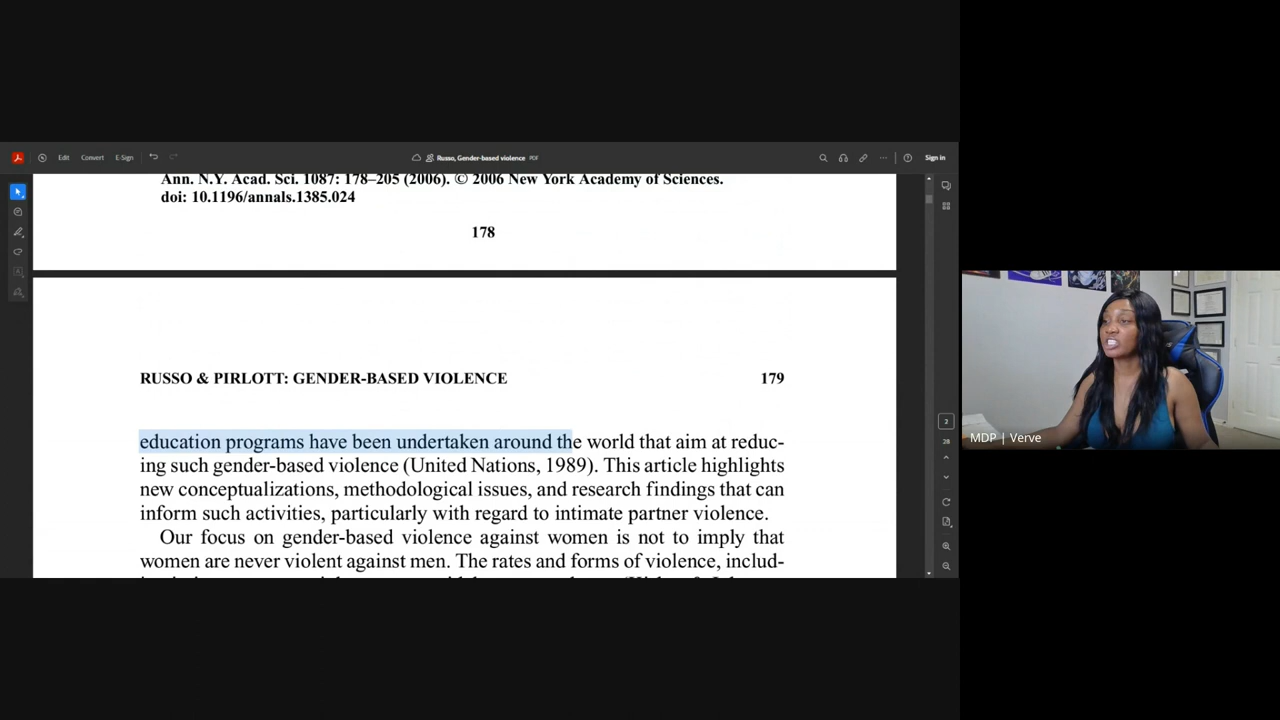 Edit Convert E-Sign
Russo, Gender-based violence PDF
Sign in
Ann. N.Y. Acad. Sci. 1087: 178–205 (2006). © 2006 New York Academy of Sciences.
doi: 10.1196/annals.1385.024
178
RUSSO & PIRLOTT: GENDER-BASED VIOLENCE 179
education programs have been undertaken around the world that aim at reduc-
ing such gender-based violence (United Nations, 1989). This article highlights
new conceptualizations, methodological issues, and research findings that can
inform such activities, particularly with regard to intimate partner violence.
Our focus on gender-based violence against women is not to imply that
women are never violent against men. The rates and forms of violence, includ-
2
28
MDP | Verve